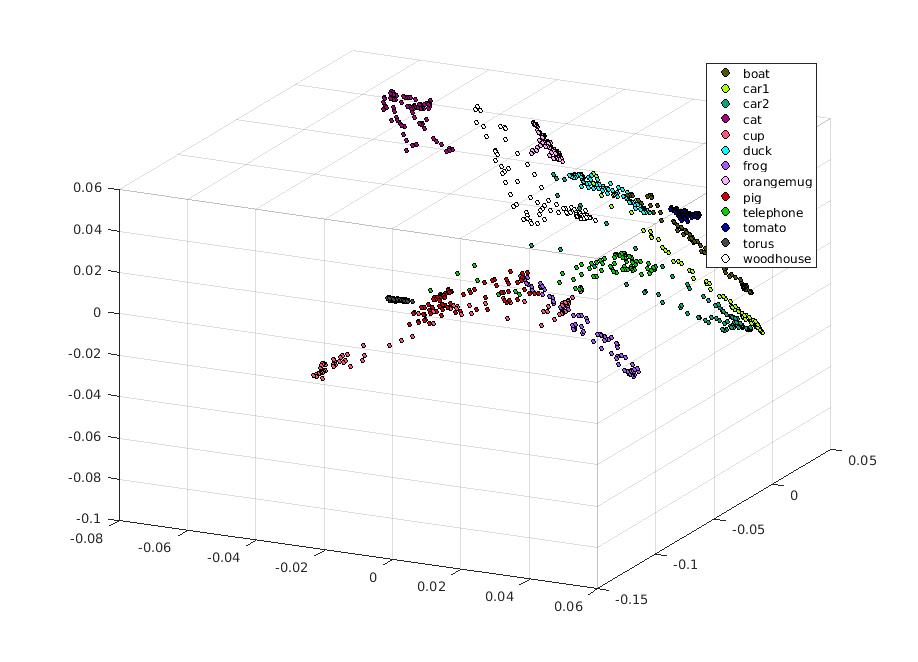 boat
car1
car2
cat
cup
duck
frog
orangemug
pig
telephone
tomato
torus
woodhouse
0.06
0.04
0.02
0
-0.02
-0.04
-0.06
-0.08
-0.1
-0.08
-0.06
-0.04
-0.02
0
0.02
0.04
0.06
-0.15
-0.1
-0.05
0
0.05